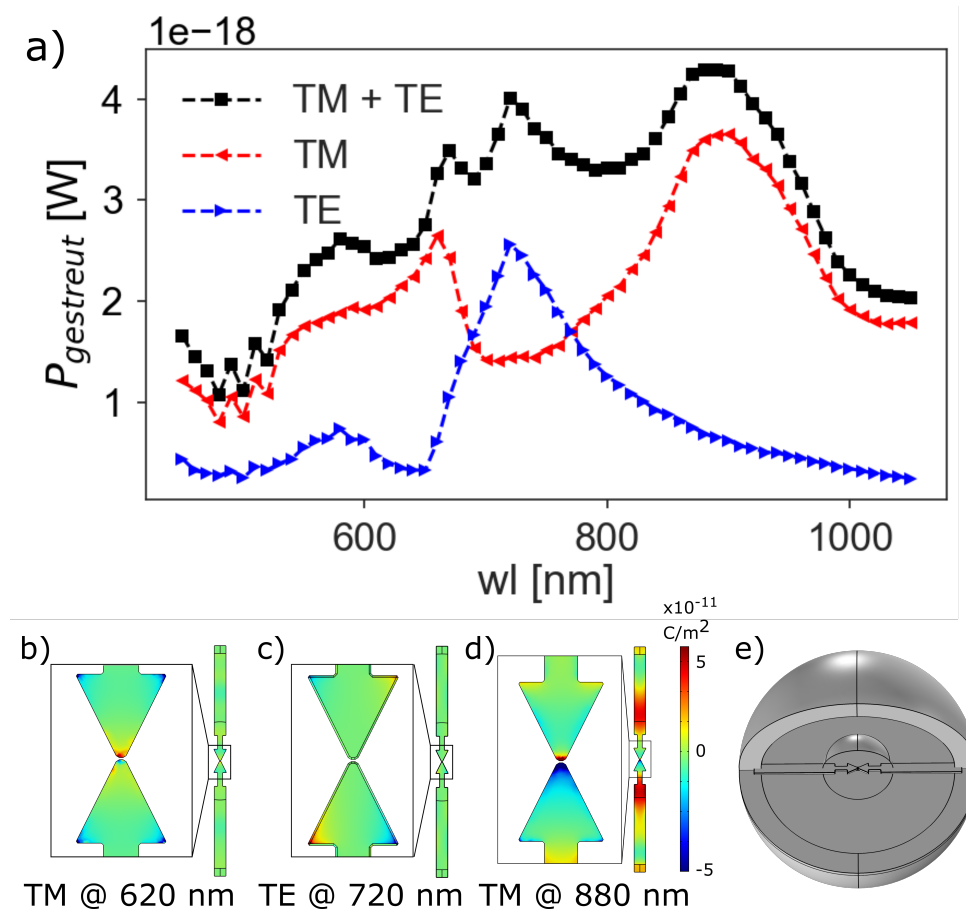 a)
1e−18
TM + TE
TM
TE
4
3
2
1
P_gestreut [W]
600
800
1000
wl [nm]
b)
c)
d)
x10⁻¹¹
C/m²
5
0
-5
e)
TM @ 620 nm
TE @ 720 nm
TM @ 880 nm